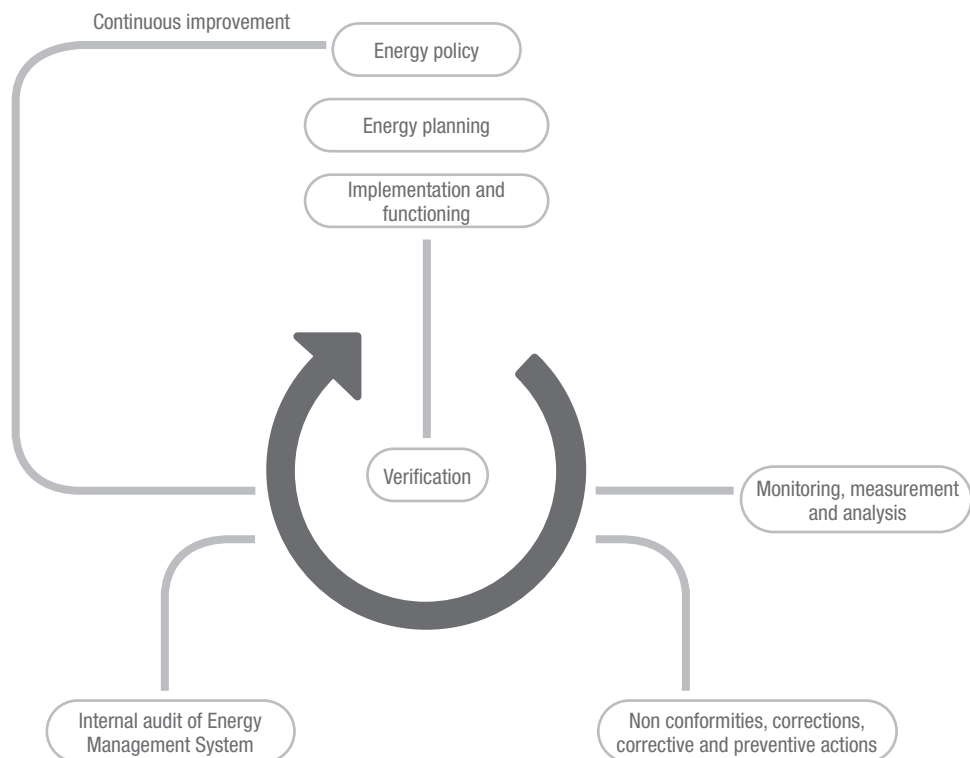 Continuous improvement
Energy policy
Energy planning
Implementation and
functioning
Verification
Monitoring, measurement
and analysis
Internal audit of Energy
Management System
Non conformities, corrections,
corrective and preventive actions